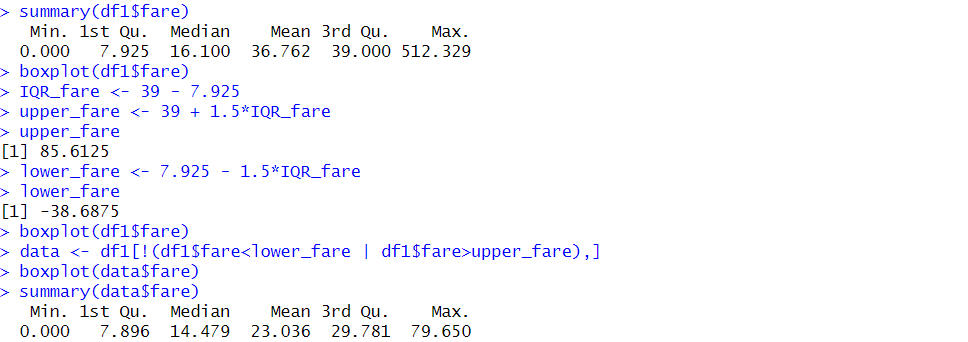 > summary(df1$fare)
   Min. 1st Qu.  Median    Mean 3rd Qu.    Max.
  0.000   7.925  16.100  36.762  39.000 512.329
> boxplot(df1$fare)
> IQR_fare <- 39 - 7.925
> upper_fare <- 39 + 1.5*IQR_fare
> upper_fare
[1] 85.6125
> lower_fare <- 7.925 - 1.5*IQR_fare
> lower_fare
[1] -38.6875
> boxplot(df1$fare)
> data <- df1[!(df1$fare<lower_fare | df1$fare>upper_fare),]
> boxplot(data$fare)
> summary(data$fare)
   Min. 1st Qu.  Median    Mean 3rd Qu.    Max.
  0.000   7.896  14.479  23.036  29.781  79.650